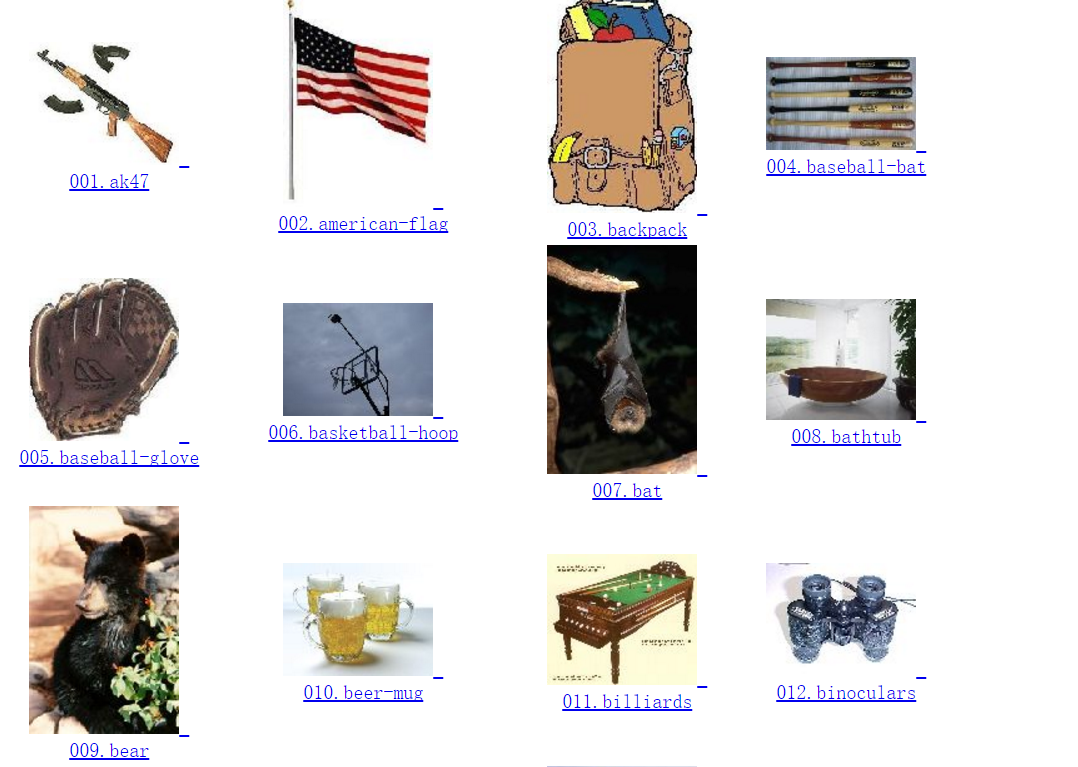 001.ak47
002.american-flag
003.backpack
004.baseball-bat
005.baseball-glove
006.basketball-hoop
007.bat
008.bathtub
009.bear
010.beer-mug
011.billiards
012.binoculars